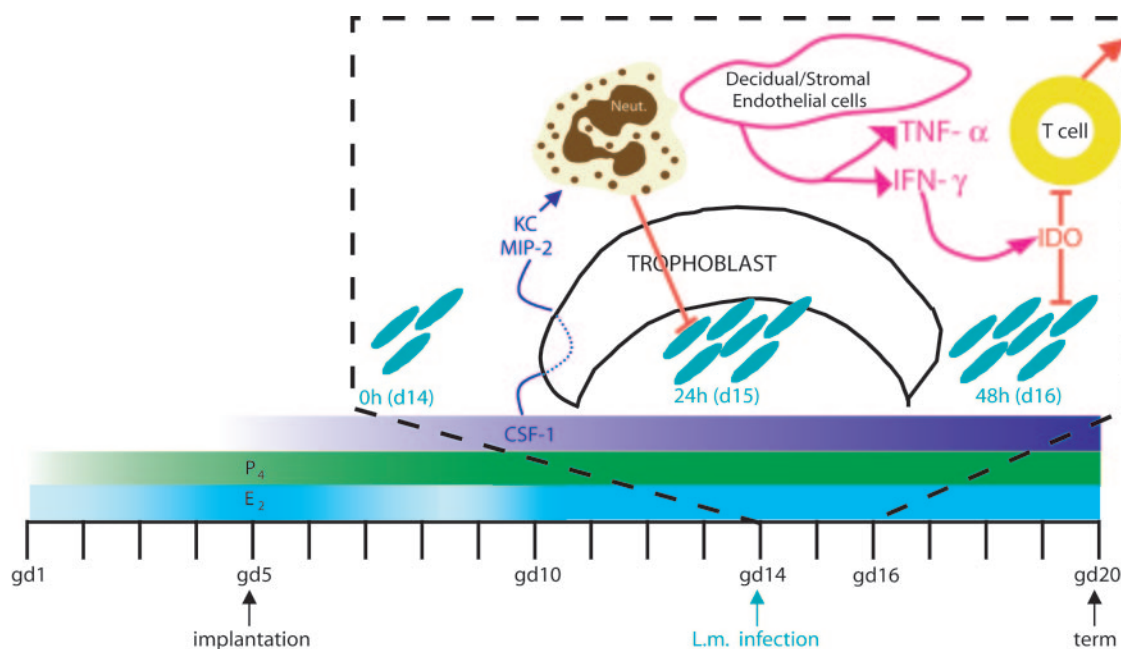 Neut.
Decidual/Stromal
Endothelial cells
TNF- α
IFN- γ
T cell
KC
MIP-2
TROPHOBLAST
IDO
0h (d14)
24h (d15)
48h (d16)
CSF-1
P4
E2
gd1
gd5
gd10
gd14
gd16
gd20
implantation
L.m. infection
term